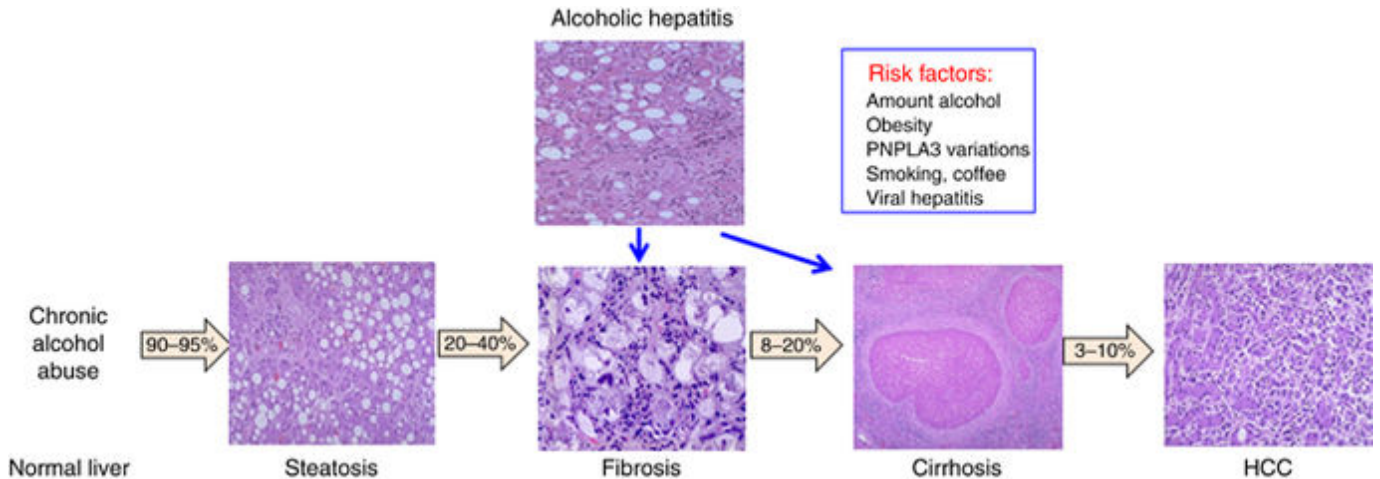 Alcoholic hepatitis
Risk factors:
Amount alcohol
Obesity
PNPLA3 variations
Smoking, coffee
Viral hepatitis
Chronic
alcohol
abuse
90–95%
20–40%
8–20%
3–10%
Normal liver
Steatosis
Fibrosis
Cirrhosis
HCC